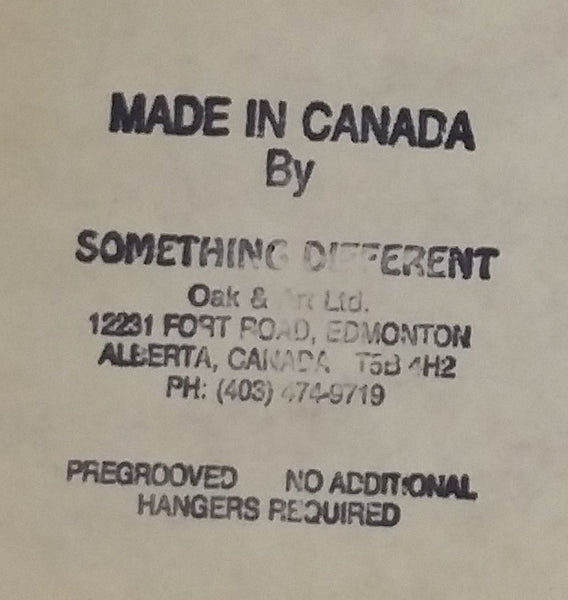 MADE IN CANADA
By
SOMETHING DIFFERENT
Oak & Art Ltd.
12231 FORT ROAD, EDMONTON
ALBERTA, CANADA T5B 4H2
PH: (403) 474-9719
PREGROOVED NO ADDITIONAL
HANGERS REQUIRED